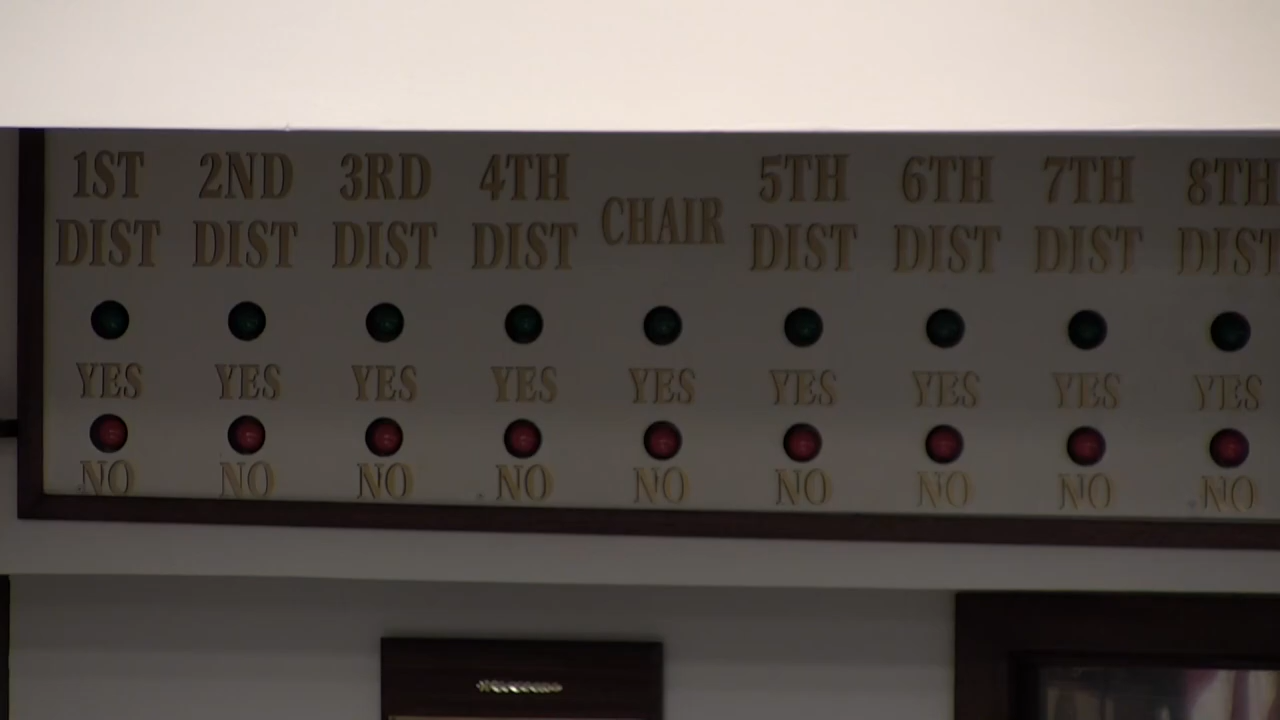 1ST 2ND 3RD 4TH CHAIR 5TH 6TH 7TH 8TH
DIST DIST DIST DIST DIST DIST DIST DIST
YES YES YES YES YES YES YES YES YES
NO NO NO NO NO NO NO NO NO